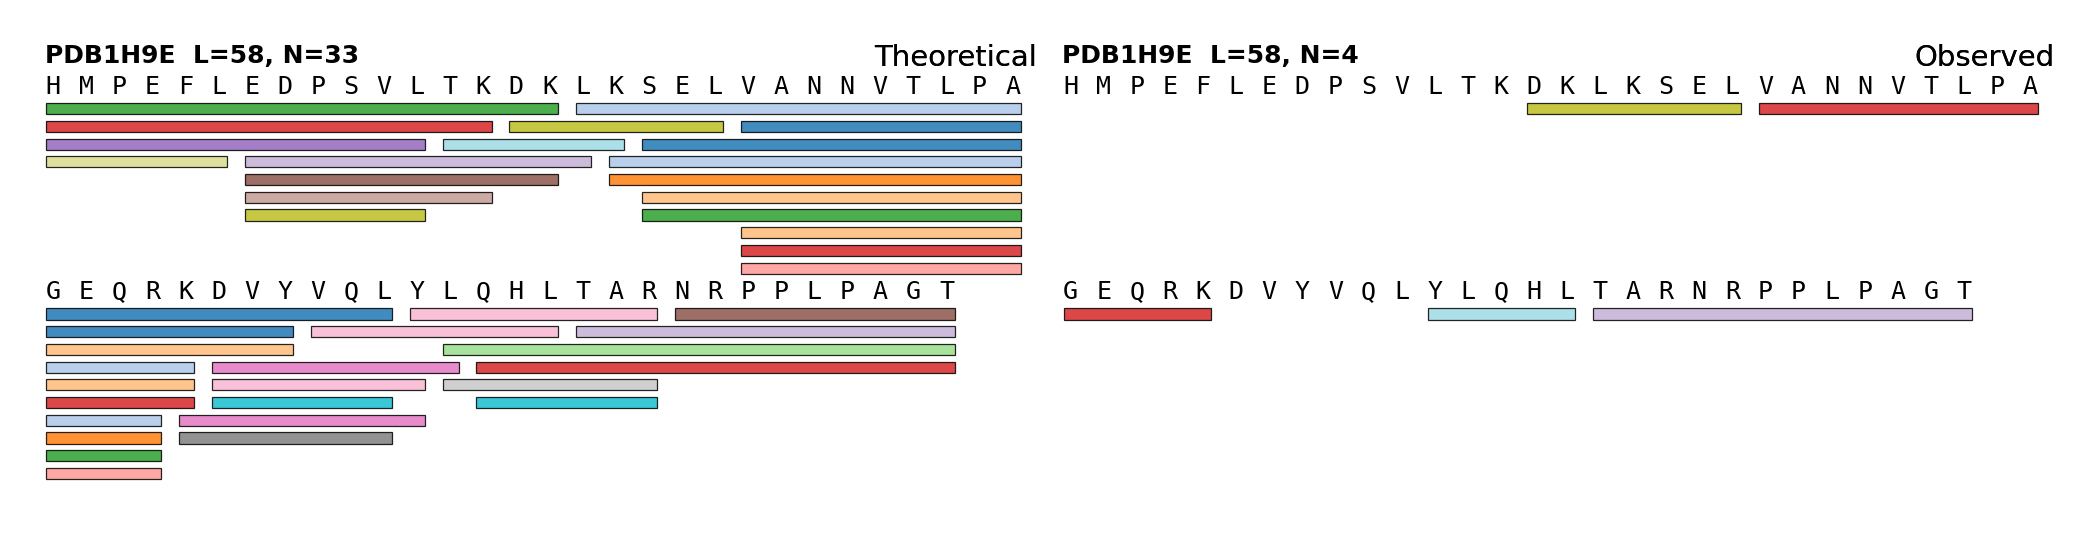 PDB1H9E L=58, N=33 Theoretical
H M P E F L E D P S V L T K D K L K S E L V A N N V T L P A
G E Q R K D V Y V Q L Y L Q H L T A R N R P P L P A G T
PDB1H9E L=58, N=4 Observed
H M P E F L E D P S V L T K D K L K S E L V A N N V T L P A
G E Q R K D V Y V Q L Y L Q H L T A R N R P P L P A G T